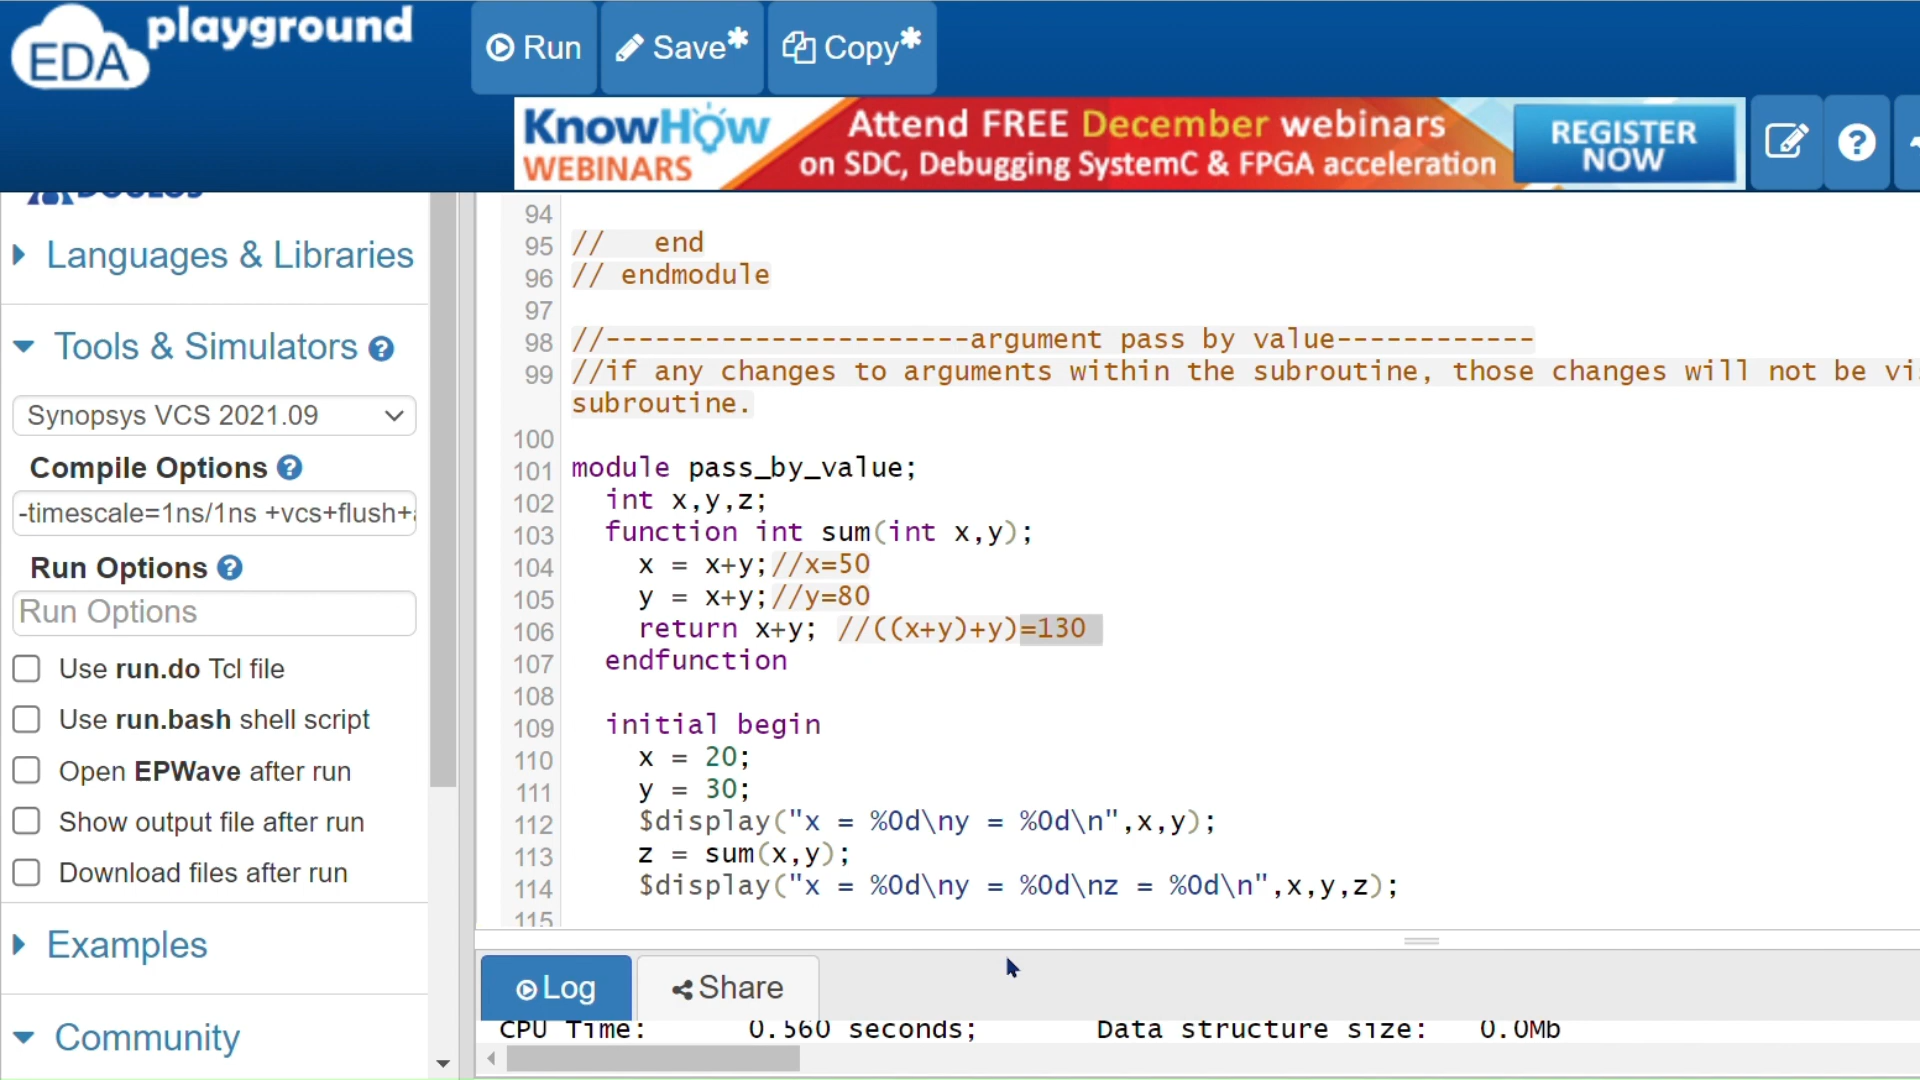 EDA playground
Run
Save*
Copy*
KnowHow WEBINARS
Attend FREE December webinars
on SDC, Debugging SystemC & FPGA acceleration
REGISTER NOW
Languages & Libraries
Tools & Simulators
Synopsys VCS 2021.09
Compile Options
-timescale=1ns/1ns +vcs+flush+
Run Options
Run Options
Use run.do Tcl file
Use run.bash shell script
Open EPWave after run
Show output file after run
Download files after run
Examples
Community
94
95 //   end
96 // endmodule
97
98 //----------------------argument pass by value------------
99 //if any changes to arguments within the subroutine, those changes will not be
subroutine.
100
101 module pass_by_value;
102   int x,y,z;
103   function int sum(int x,y);
104     x = x+y;//x=50
105     y = x+y;//y=80
106     return x+y; //((x+y)+y)=130
107   endfunction
108
109   initial begin
110     x = 20;
111     y = 30;
112     $display("x = %0d\ny = %0d\n",x,y);
113     z = sum(x,y);
114     $display("x = %0d\ny = %0d\nz = %0d\n",x,y,z);
115
Log
Share
CPU Time:      0.560 seconds;       Data structure size:   0.0Mb